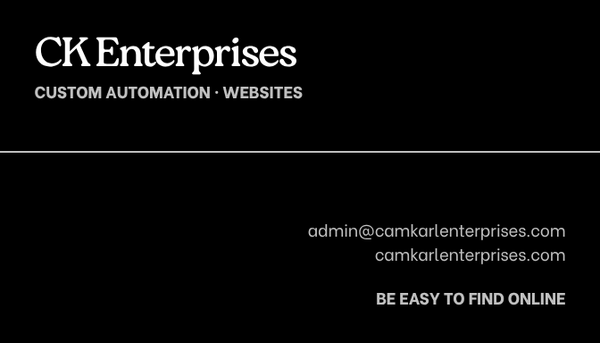 CK Enterprises
CUSTOM AUTOMATION · WEBSITES
admin@camkarlenterprises.com
camkarlenterprises.com
BE EASY TO FIND ONLINE